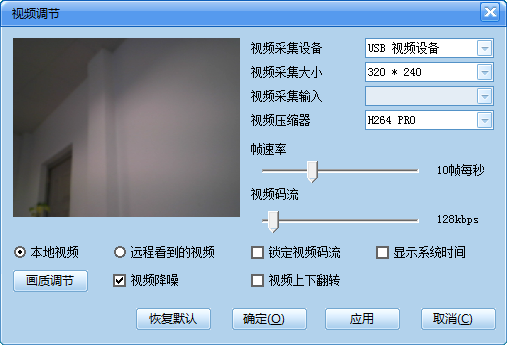 视频调节
视频采集设备 USB 视频设备
视频采集大小 320 * 240
视频采集输入
视频压缩器 H264 PRO
帧速率
10帧每秒
视频码流
128kbps
本地视频 远程看到的视频 锁定视频码流 显示系统时间
画质调节 视频降噪 视频上下翻转
恢复默认 确定(O) 应用 取消(C)